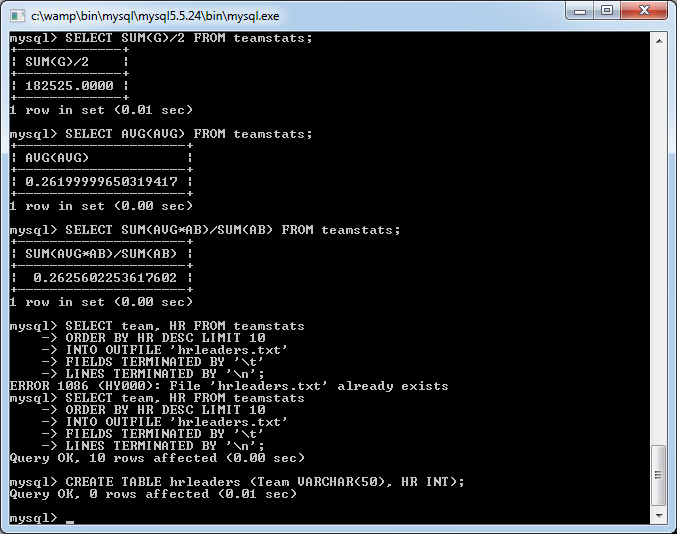 c:\wamp\bin\mysql\mysql5.5.24\bin\mysql.exe
mysql> SELECT SUM(G)/2 FROM teamstats;
+-------------+
| SUM(G)/2    |
+-------------+
| 182525.0000 |
+-------------+
1 row in set (0.01 sec)
mysql> SELECT AVG(AVG) FROM teamstats;
+---------------------+
| AVG(AVG)            |
+---------------------+
| 0.26199999650319417 |
+---------------------+
1 row in set (0.00 sec)
mysql> SELECT SUM(AVG*AB)/SUM(AB) FROM teamstats;
+---------------------+
| SUM(AVG*AB)/SUM(AB) |
+---------------------+
|  0.2625602253617602 |
+---------------------+
1 row in set (0.00 sec)
mysql> SELECT team, HR FROM teamstats
    -> ORDER BY HR DESC LIMIT 10
    -> INTO OUTFILE 'hrleaders.txt'
    -> FIELDS TERMINATED BY '\t'
    -> LINES TERMINATED BY '\n';
ERROR 1086 (HY000): File 'hrleaders.txt' already exists
mysql> SELECT team, HR FROM teamstats
    -> ORDER BY HR DESC LIMIT 10
    -> INTO OUTFILE 'hrleaders.txt'
    -> FIELDS TERMINATED BY '\t'
    -> LINES TERMINATED BY '\n';
Query OK, 10 rows affected (0.00 sec)
mysql> CREATE TABLE hrleaders (Team VARCHAR(50), HR INT);
Query OK, 0 rows affected (0.01 sec)
mysql> _